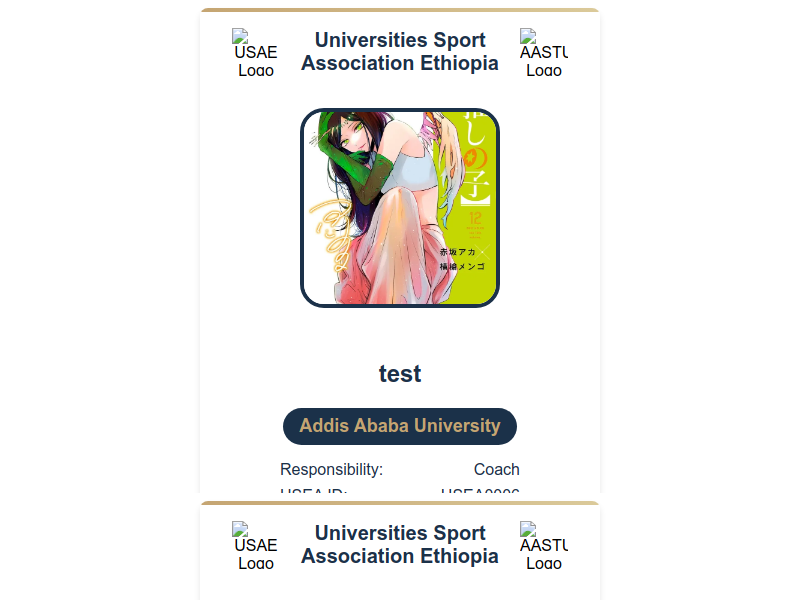 USAE
Logo
Universities Sport
Association Ethiopia
AASTU
Logo
推しの子】
12
赤坂アカ×
横槍メンゴ
test
Addis Ababa University
Responsibility: Coach
USEA ID: USEA0006
USAE
Logo
Universities Sport
Association Ethiopia
AASTU
Logo